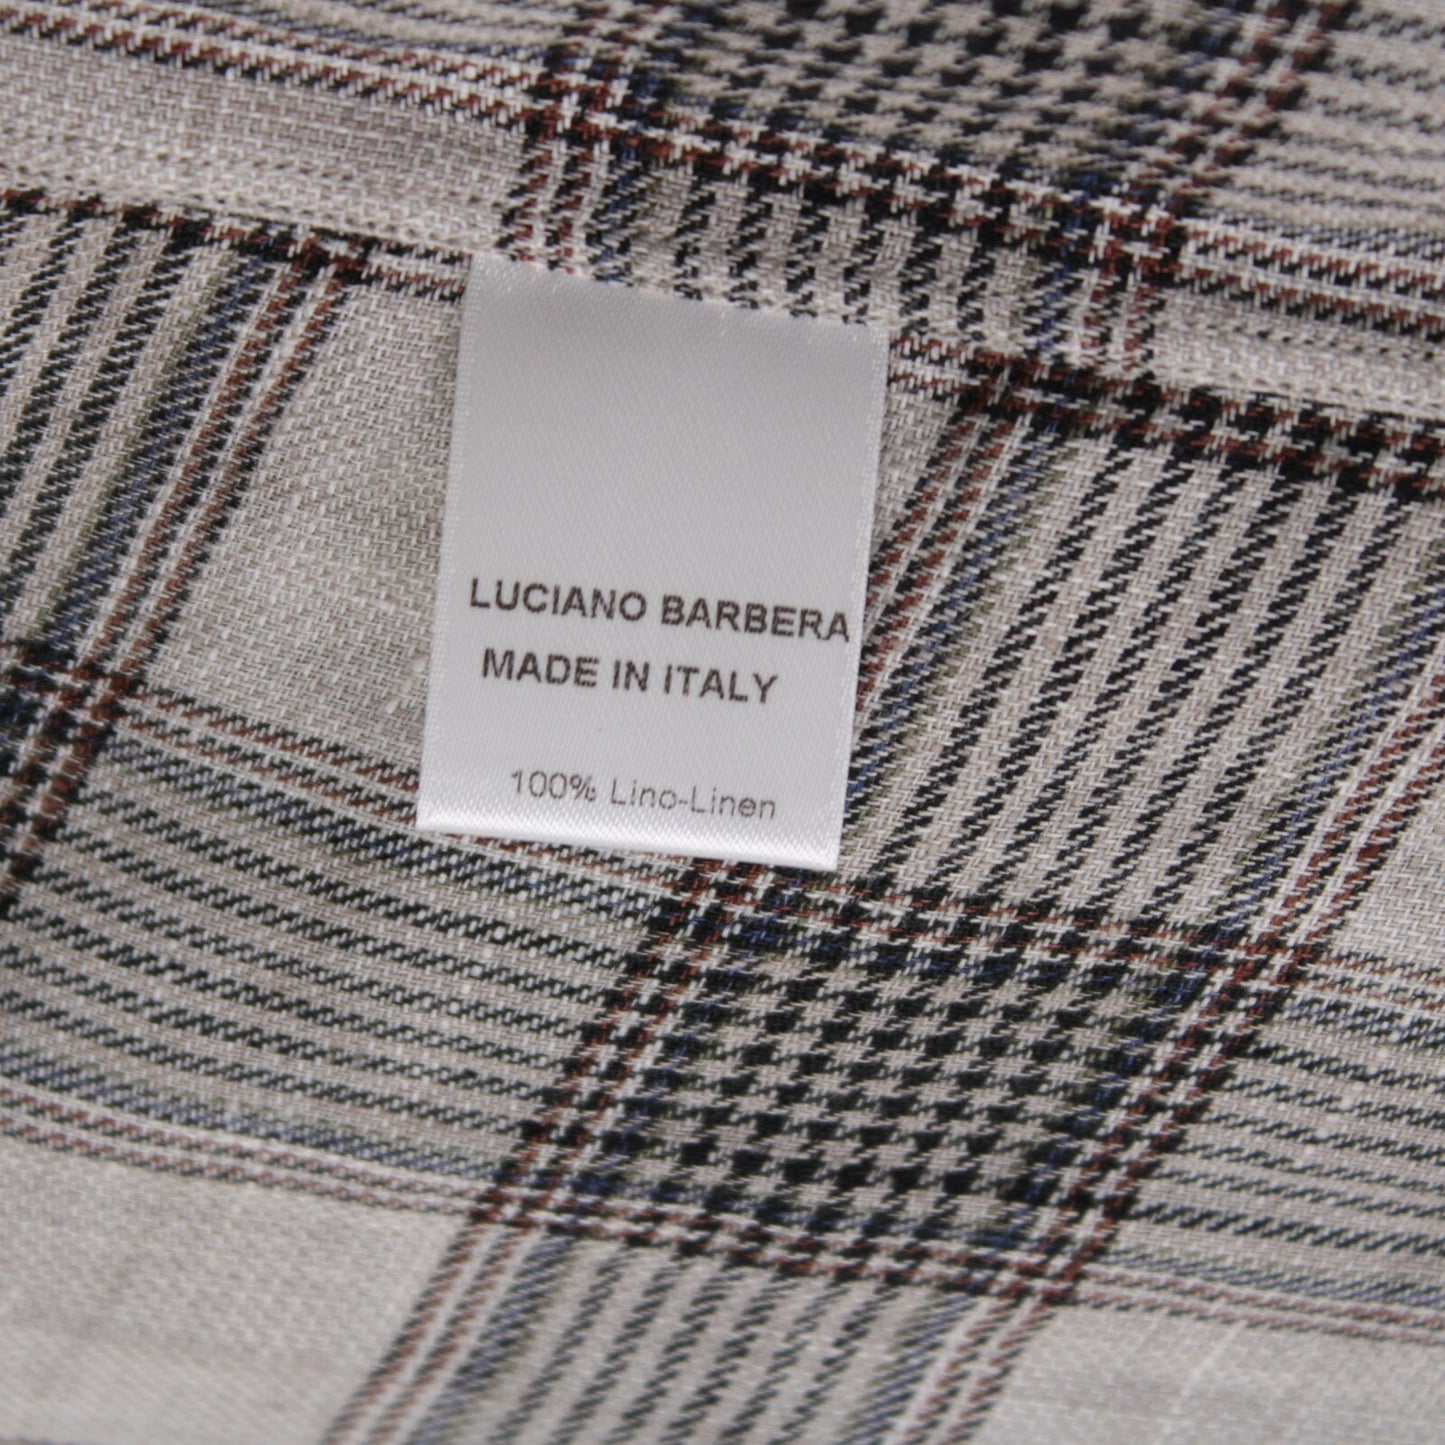 LUCIANO BARBERA
MADE IN ITALY
100% Lino-Linen